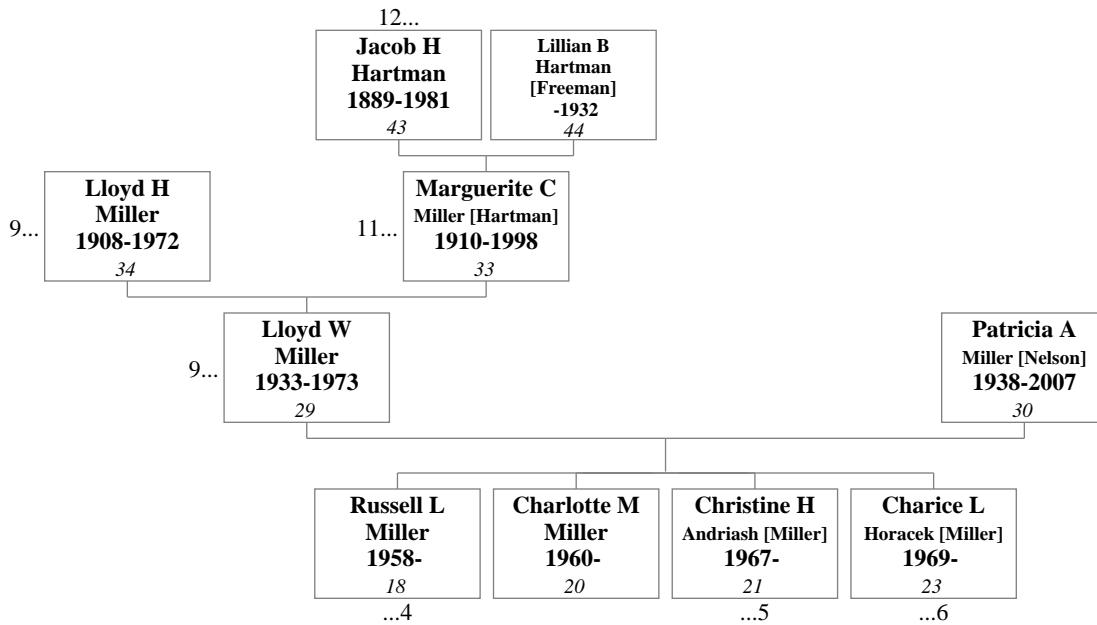 12...
Jacob H
Hartman
1889-1981
43
Lillian B
Hartman
[Freeman]
-1932
44
9...
Lloyd H
Miller
1908-1972
34
11...
Marguerite C
Miller [Hartman]
1910-1998
33
9...
Lloyd W
Miller
1933-1973
29
Patricia A
Miller [Nelson]
1938-2007
30
Russell L
Miller
1958-
18
...4
Charlotte M
Miller
1960-
20
Christine H
Andriash [Miller]
1967-
21
...5
Charice L
Horacek [Miller]
1969-
23
...6